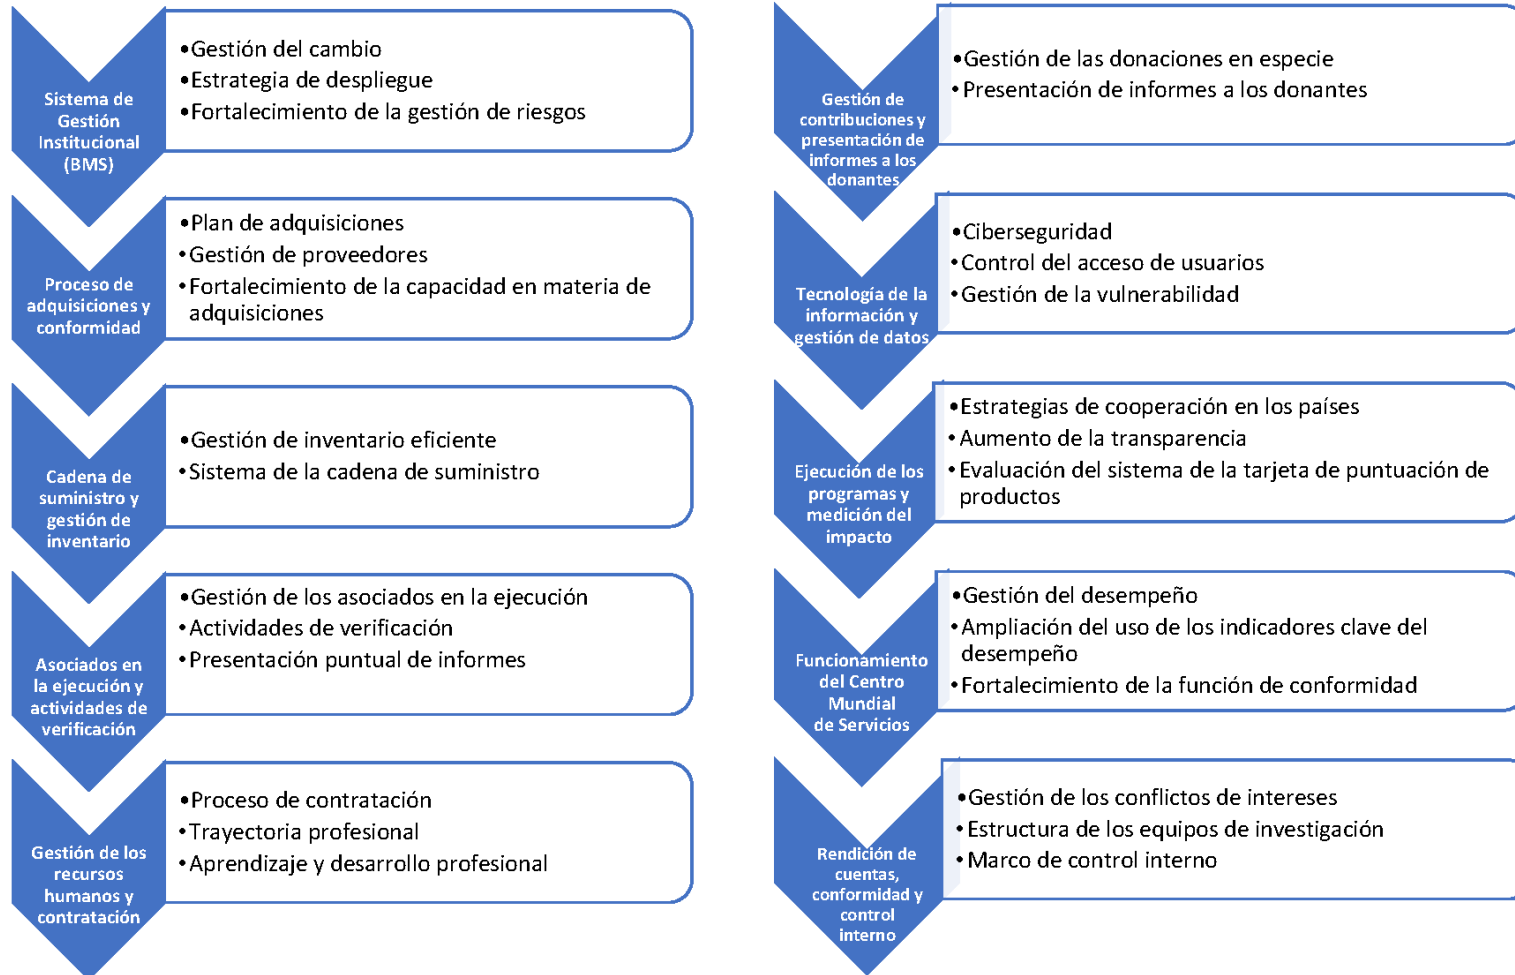 Sistema de
Gestión
Institucional
(BMS)
•Gestión del cambio
•Estrategia de despliegue
•Fortalecimiento de la gestión de riesgos
Proceso de
adquisiciones y
conformidad
•Plan de adquisiciones
•Gestión de proveedores
•Fortalecimiento de la capacidad en materia de
adquisiciones
Cadena de
suministro y
gestión de
inventario
•Gestión de inventario eficiente
•Sistema de la cadena de suministro
Asociados en
la ejecución y
actividades de
verificación
•Gestión de los asociados en la ejecución
•Actividades de verificación
•Presentación puntual de informes
Gestión de los
recursos
humanos y
contratación
•Proceso de contratación
•Trayectoria profesional
•Aprendizaje y desarrollo profesional
Gestión de
contribuciones y
presentación de
informes a los
donantes
•Gestión de las donaciones en especie
•Presentación de informes a los donantes
Tecnología de la
información y
gestión de datos
•Ciberseguridad
•Control del acceso de usuarios
•Gestión de la vulnerabilidad
Ejecución de los
programas y
medición del
impacto
•Estrategias de cooperación en los países
•Aumento de la transparencia
•Evaluación del sistema de la tarjeta de puntuación de
productos
Funcionamiento
del Centro
Mundial
de Servicios
•Gestión del desempeño
•Ampliación del uso de los indicadores clave del
desempeño
•Fortalecimiento de la función de conformidad
Rendición de
cuentas,
conformidad y
control
interno
•Gestión de los conflictos de intereses
•Estructura de los equipos de investigación
•Marco de control interno